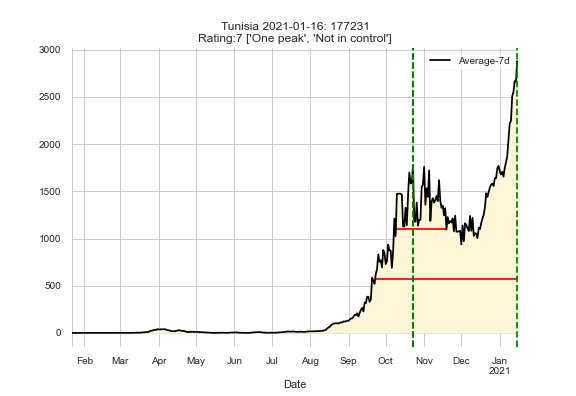 Tunisia 2021-01-16: 177231
Rating:7 ['One peak', 'Not in control']
Average-7d
3000
2500
2000
1500
1000
500
0
Feb Mar Apr May Jun Jul Aug Sep Oct Nov Dec Jan
2021
Date